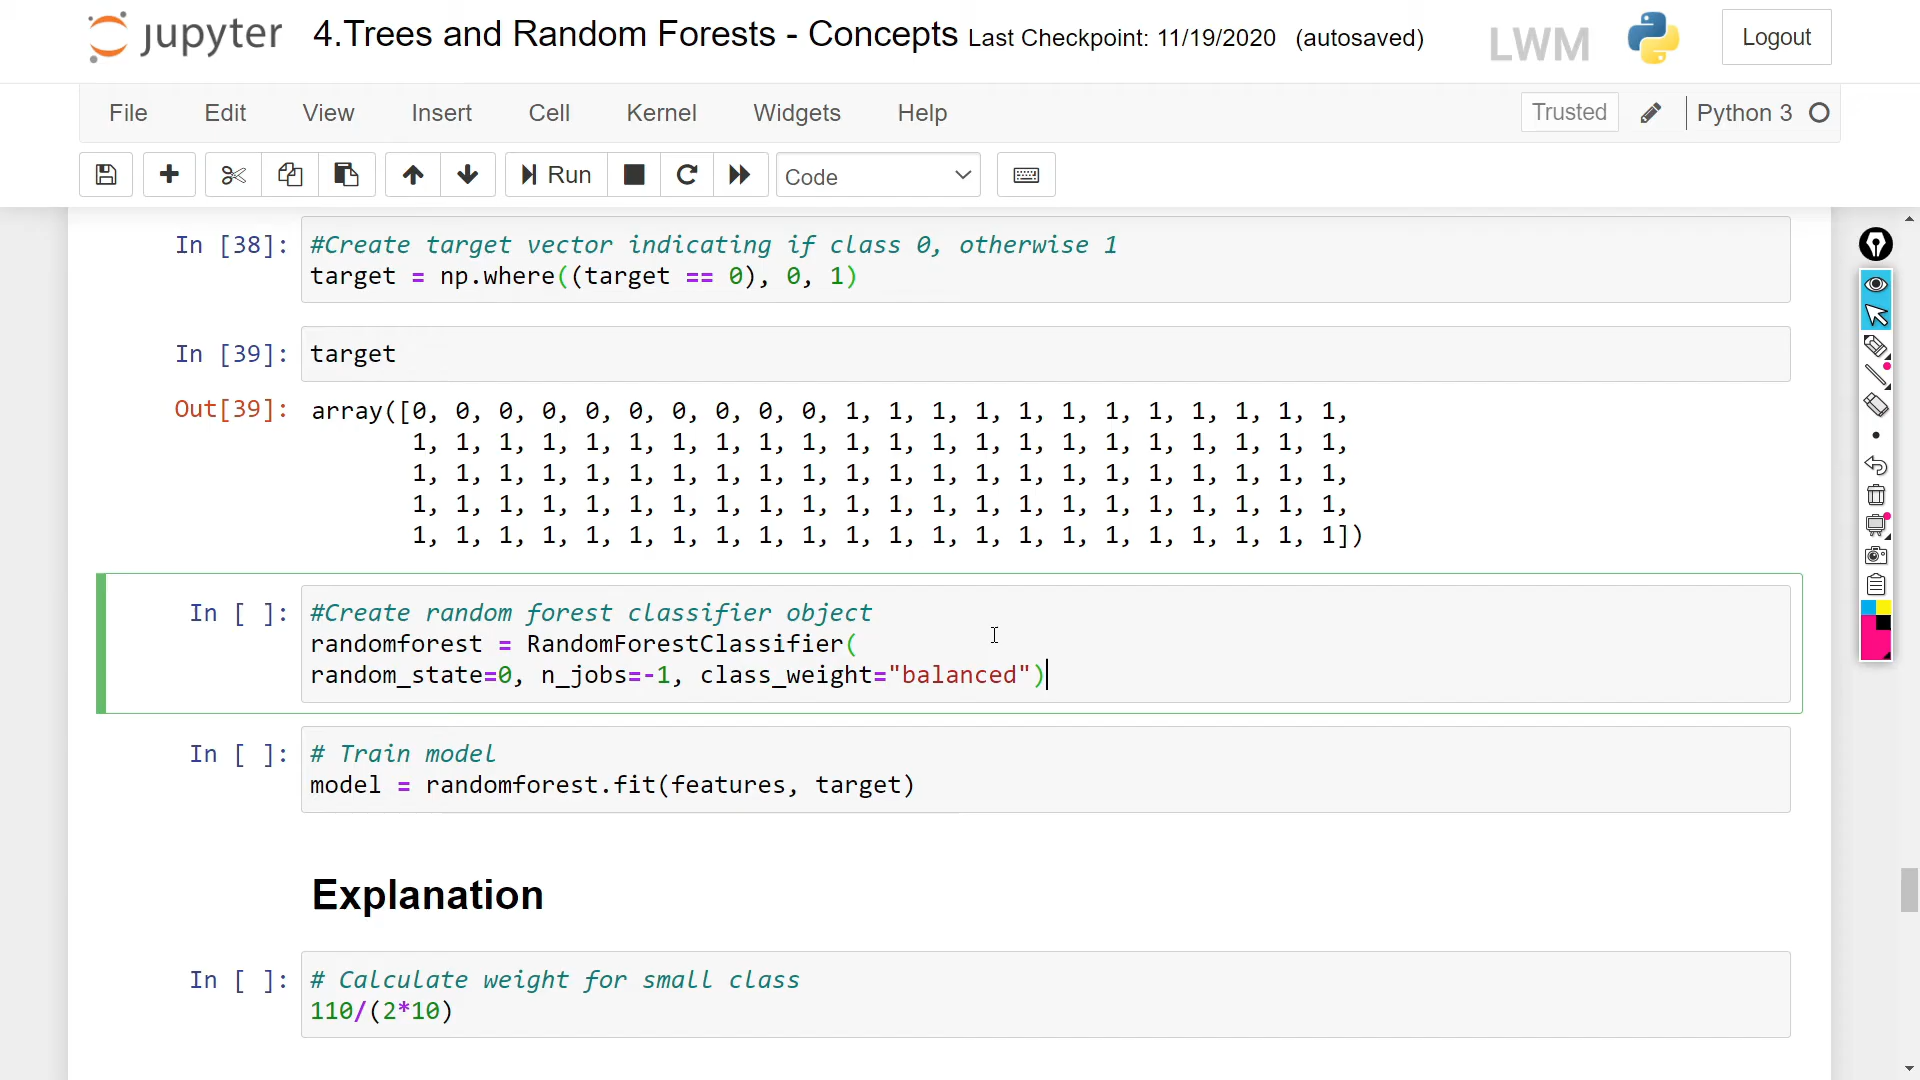 jupyter 4.Trees and Random Forests - Concepts Last Checkpoint: 11/19/2020 (autosaved) LWM Logout
File Edit View Insert Cell Kernel Widgets Help Trusted Python 3
Run Code
In [38]: #Create target vector indicating if class 0, otherwise 1
target = np.where((target == 0), 0, 1)
In [39]: target
Out[39]: array([0, 0, 0, 0, 0, 0, 0, 0, 0, 0, 1, 1, 1, 1, 1, 1, 1, 1, 1, 1, 1, 1,
1, 1, 1, 1, 1, 1, 1, 1, 1, 1, 1, 1, 1, 1, 1, 1, 1, 1, 1, 1, 1, 1,
1, 1, 1, 1, 1, 1, 1, 1, 1, 1, 1, 1, 1, 1, 1, 1, 1, 1, 1, 1, 1, 1,
1, 1, 1, 1, 1, 1, 1, 1, 1, 1, 1, 1, 1, 1, 1, 1, 1, 1, 1, 1, 1, 1,
1, 1, 1, 1, 1, 1, 1, 1, 1, 1, 1, 1, 1, 1, 1, 1, 1, 1, 1, 1, 1, 1])
In [ ]: #Create random forest classifier object
randomforest = RandomForestClassifier(
random_state=0, n_jobs=-1, class_weight="balanced")
In [ ]: # Train model
model = randomforest.fit(features, target)
Explanation
In [ ]: # Calculate weight for small class
110/(2*10)